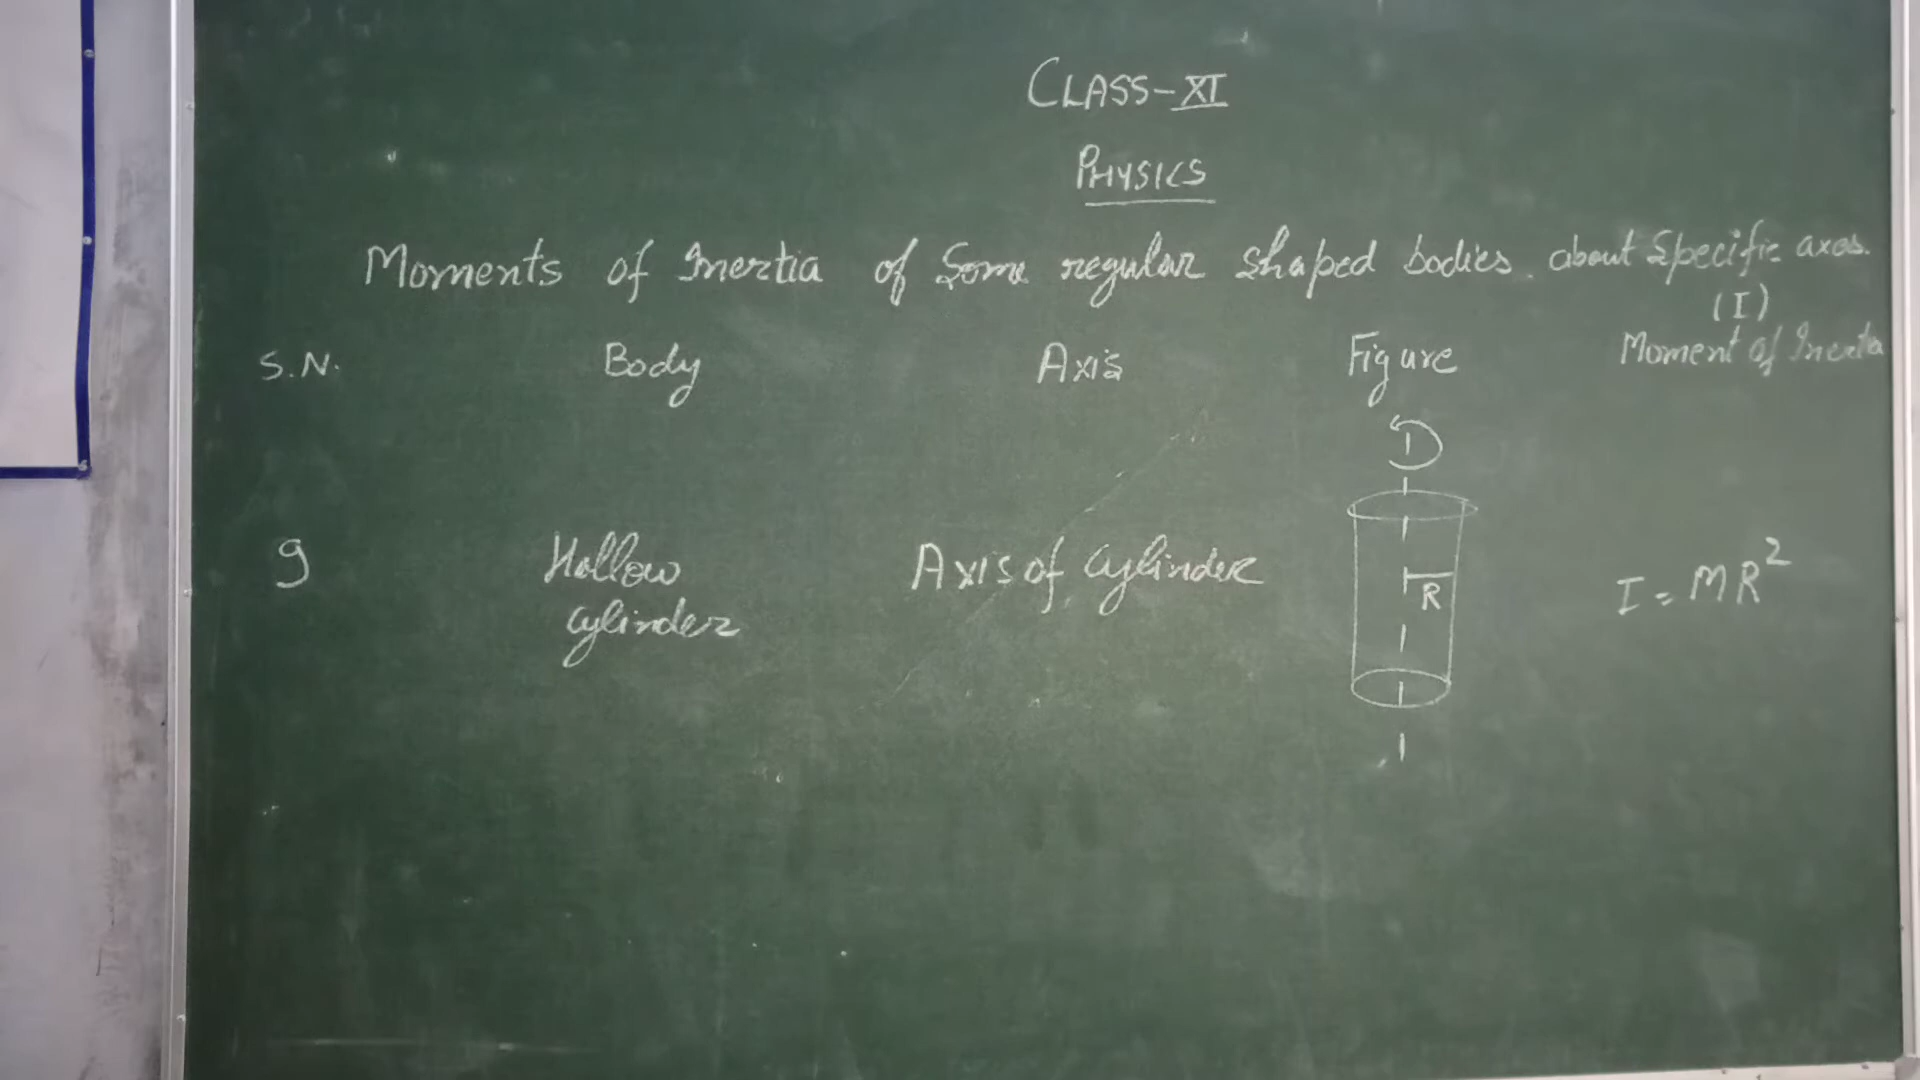 CLASS-XI
PHYSICS
Moments of Inertia of Some regular shaped bodies. about Specific axes.
(I)
S.N. Body Axis Figure Moment of Inertia
9 Hollow cylinder Axis of cylinder R I = MR²